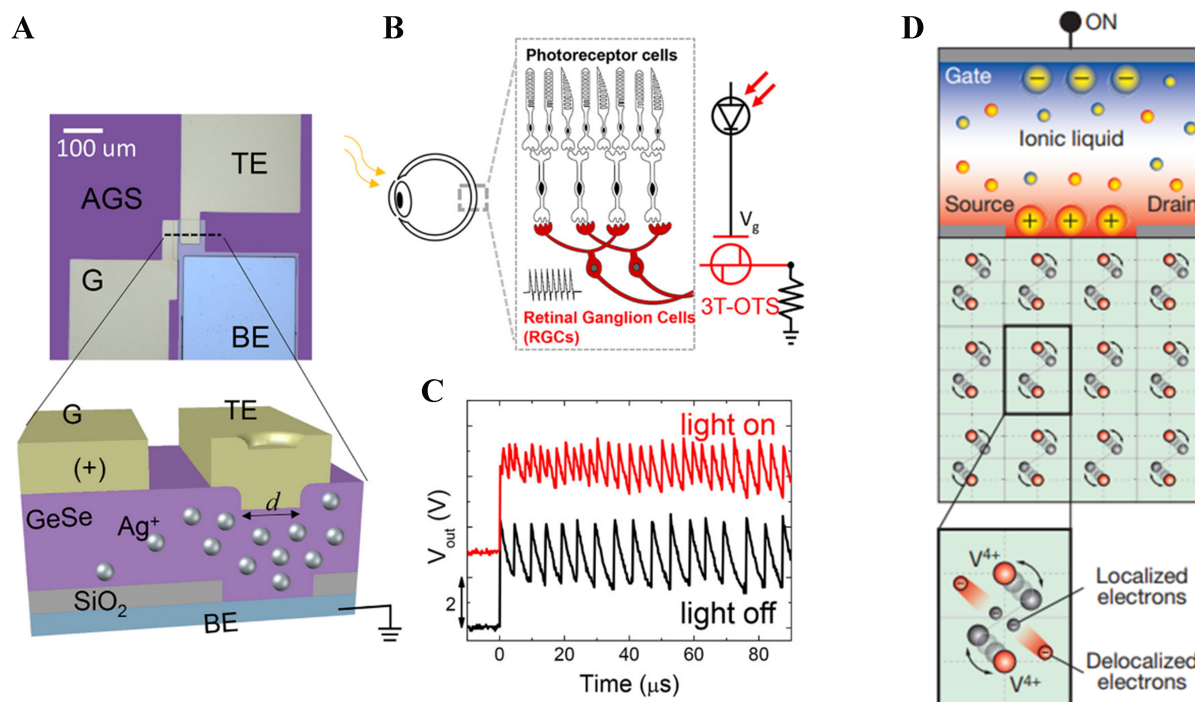 A
100 um
TE
AGS
G
BE
G
TE
(+)
d
GeSe
Ag+
SiO2
BE
B
Photoreceptor cells
Vg
3T-OTS
Retinal Ganglion Cells
(RGCs)
C
light on
light off
Vout (V)
2
0 20 40 60 80
Time (μs)
D
ON
Gate
Ionic liquid
Source
Drain
V4+
Localized
electrons
Delocalized
electrons
V4+